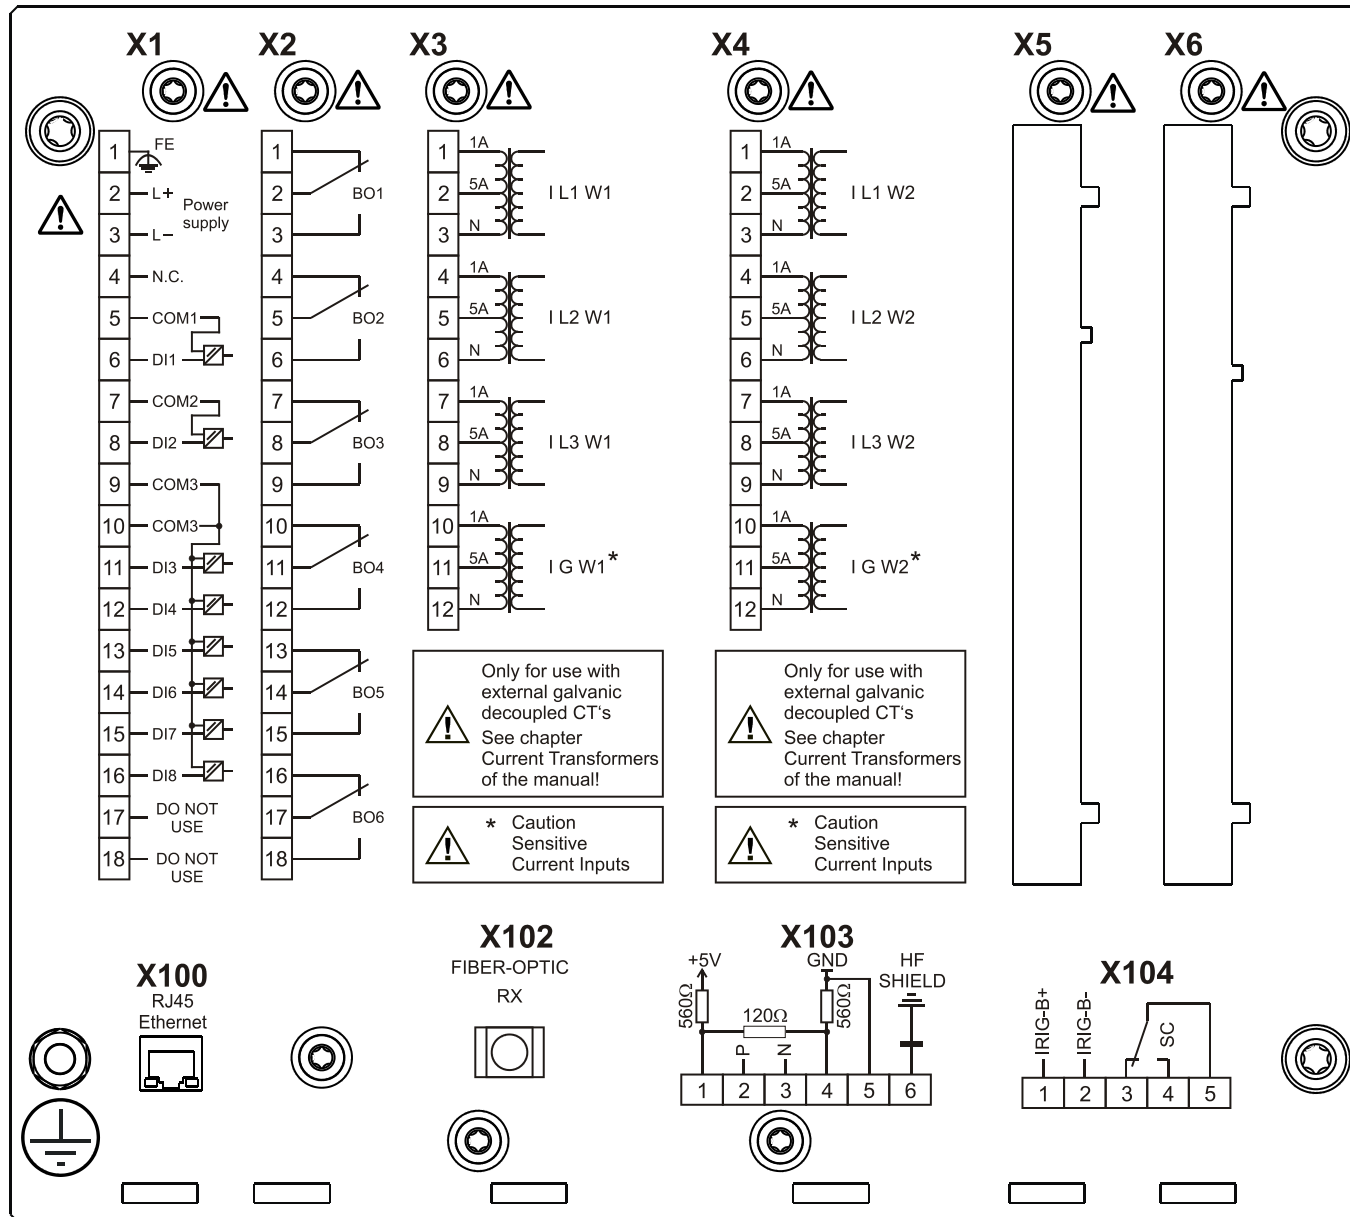 X1
X2
X3
X4
X5
X6
1 FE
2 L+
Power
supply
3 L−
4 N.C.
5 COM1
6 DI1
7 COM2
8 DI2
9 COM3
10 COM3
11 DI3
12 DI4
13 DI5
14 DI6
15 DI7
16 DI8
17 DO NOT
USE
18 DO NOT
USE
1
2 BO1
3
4
5 BO2
6
7
8 BO3
9
10
11 BO4
12
13
14 BO5
15
16
17 BO6
18
1 1A
2 5A I L1 W1
3 N
4 1A
5 5A I L2 W1
6 N
7 1A
8 5A I L3 W1
9 N
10 1A
11 5A I G W1*
12 N
Only for use with
external galvanic
decoupled CT‘s
See chapter
Current Transformers
of the manual!
* Caution
Sensitive
Current Inputs
1 1A
2 5A I L1 W2
3 N
4 1A
5 5A I L2 W2
6 N
7 1A
8 5A I L3 W2
9 N
10 1A
11 5A I G W2*
12 N
Only for use with
external galvanic
decoupled CT‘s
See chapter
Current Transformers
of the manual!
* Caution
Sensitive
Current Inputs
X100
RJ45
Ethernet
X102
FIBER-OPTIC
RX
X103
+5V GND HF
SHIELD
560Ω 120Ω 560Ω
P N
1 2 3 4 5 6
X104
IRIG-B+ IRIG-B- SC
1 2 3 4 5